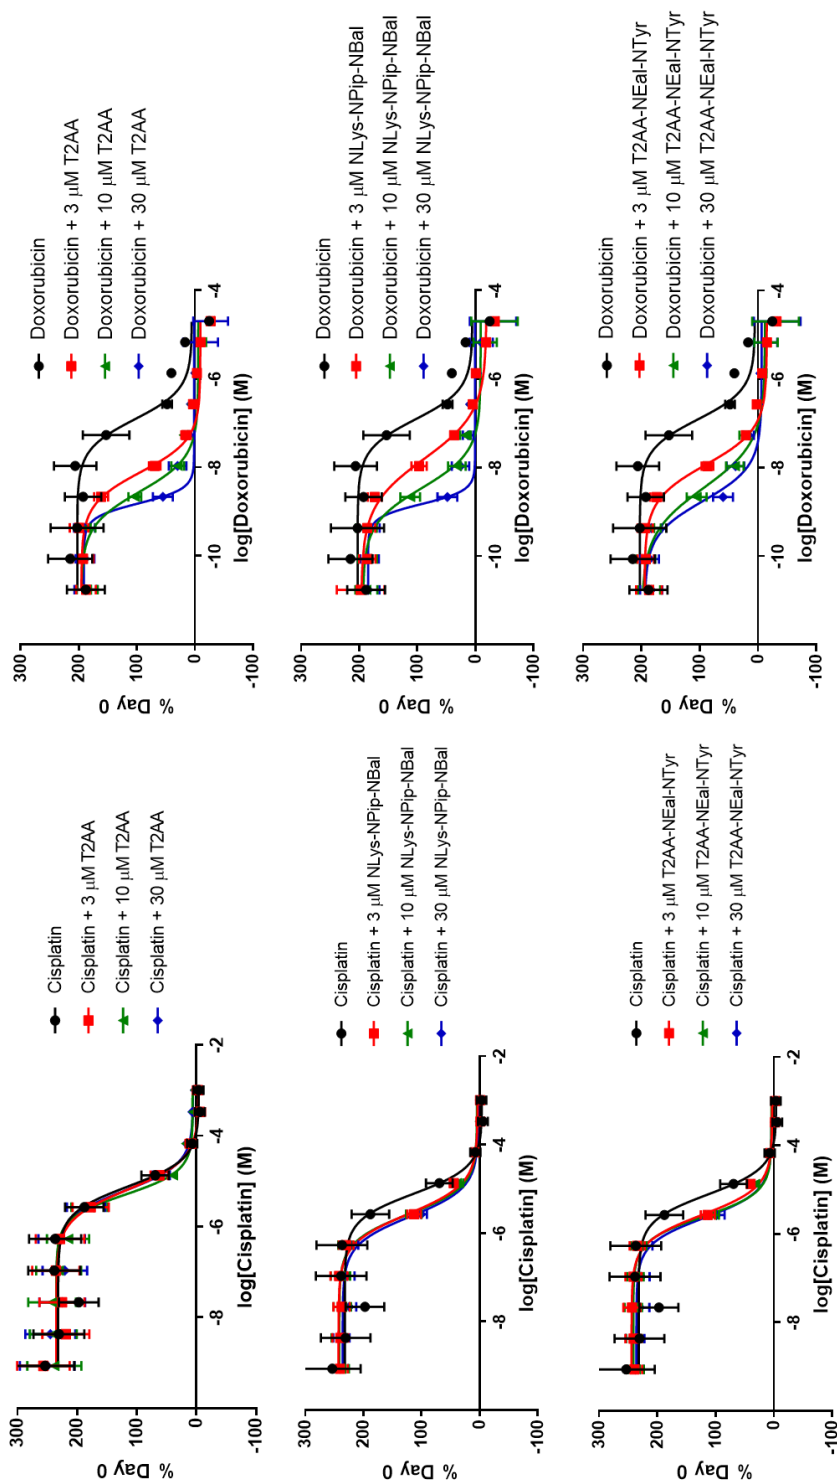 300
200
100
0
-100
% Day 0
-8
-6
-4
-2
log[Cisplatin] (M)
Cisplatin
Cisplatin + 3 µM T2AA
Cisplatin + 10 µM T2AA
Cisplatin + 30 µM T2AA
300
200
100
0
-100
% Day 0
-10
-8
-6
-4
log[Doxorubicin] (M)
Doxorubicin
Doxorubicin + 3 µM T2AA
Doxorubicin + 10 µM T2AA
Doxorubicin + 30 µM T2AA
300
200
100
0
-100
% Day 0
-8
-6
-4
-2
log[Cisplatin] (M)
Cisplatin
Cisplatin + 3 µM NLys-NPip-NBal
Cisplatin + 10 µM NLys-NPip-NBal
Cisplatin + 30 µM NLys-NPip-NBal
300
200
100
0
-100
% Day 0
-10
-8
-6
-4
log[Doxorubicin] (M)
Doxorubicin
Doxorubicin + 3 µM NLys-NPip-NBal
Doxorubicin + 10 µM NLys-NPip-NBal
Doxorubicin + 30 µM NLys-NPip-NBal
300
200
100
0
-100
% Day 0
-8
-6
-4
-2
log[Cisplatin] (M)
Cisplatin
Cisplatin + 3 µM T2AA-NEal-NTyr
Cisplatin + 10 µM T2AA-NEal-NTyr
Cisplatin + 30 µM T2AA-NEal-NTyr
300
200
100
0
-100
% Day 0
-10
-8
-6
-4
log[Doxorubicin] (M)
Doxorubicin
Doxorubicin + 3 µM T2AA-NEal-NTyr
Doxorubicin + 10 µM T2AA-NEal-NTyr
Doxorubicin + 30 µM T2AA-NEal-NTyr